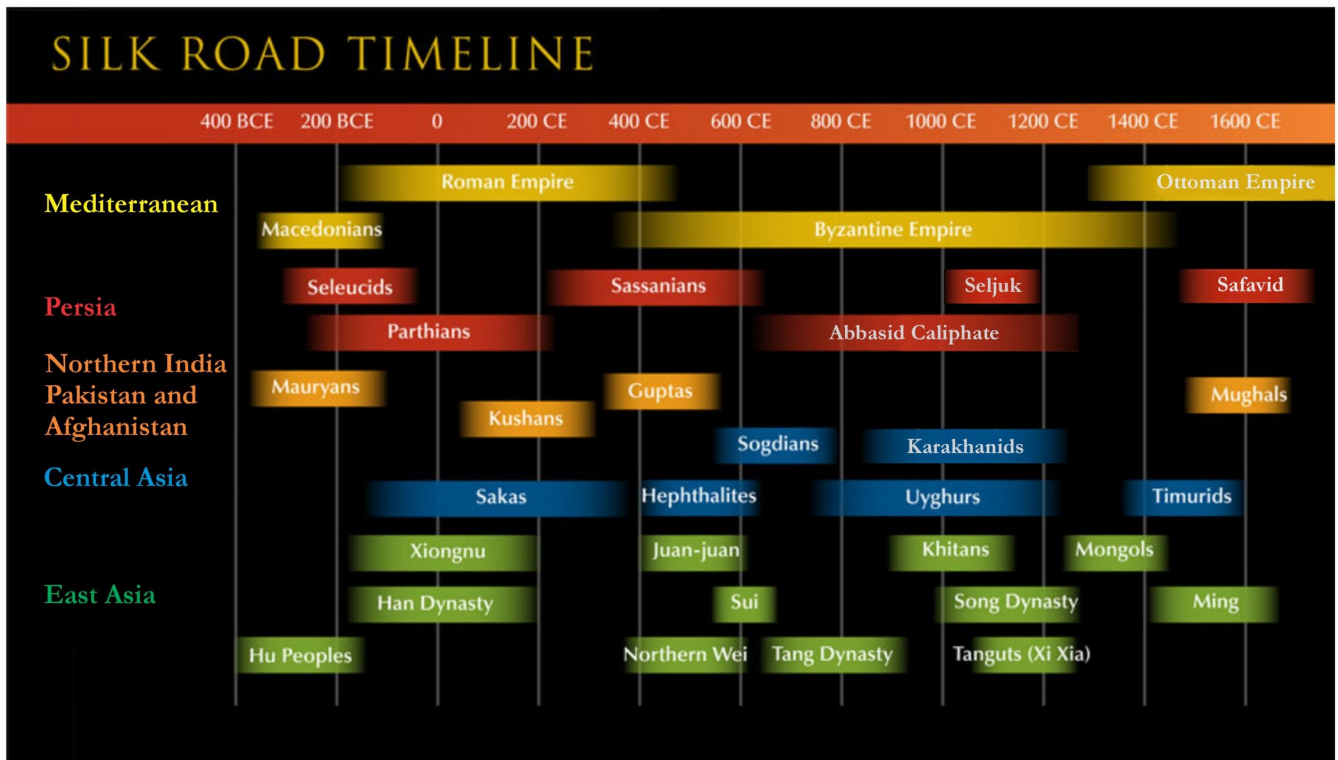 SILK ROAD TIMELINE
400 BCE 200 BCE 0 200 CE 400 CE 600 CE 800 CE 1000 CE 1200 CE 1400 CE 1600 CE
Mediterranean
Roman Empire
Ottoman Empire
Macedonians
Byzantine Empire
Persia
Seleucids
Sassanians
Seljuk
Safavid
Parthians
Abbasid Caliphate
Northern India
Pakistan and
Afghanistan
Mauryans
Guptas
Mughals
Kushans
Central Asia
Sogdians
Karakhanids
Sakas
Hephthalites
Uyghurs
Timurids
East Asia
Xiongnu
Juan-juan
Khitans
Mongols
Han Dynasty
Sui
Song Dynasty
Ming
Hu Peoples
Northern Wei
Tang Dynasty
Tanguts (Xi Xia)